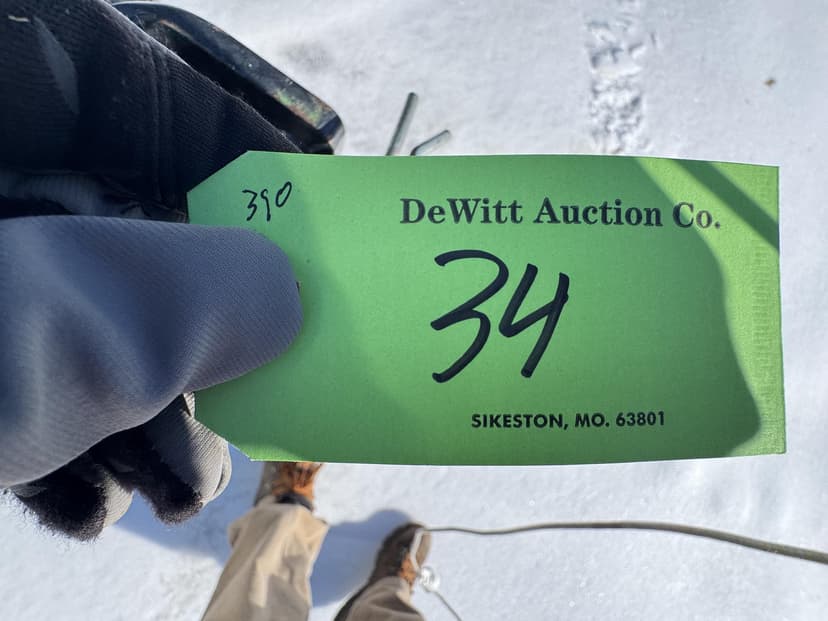 390
DeWitt Auction Co.
34
SIKESTON, MO. 63801